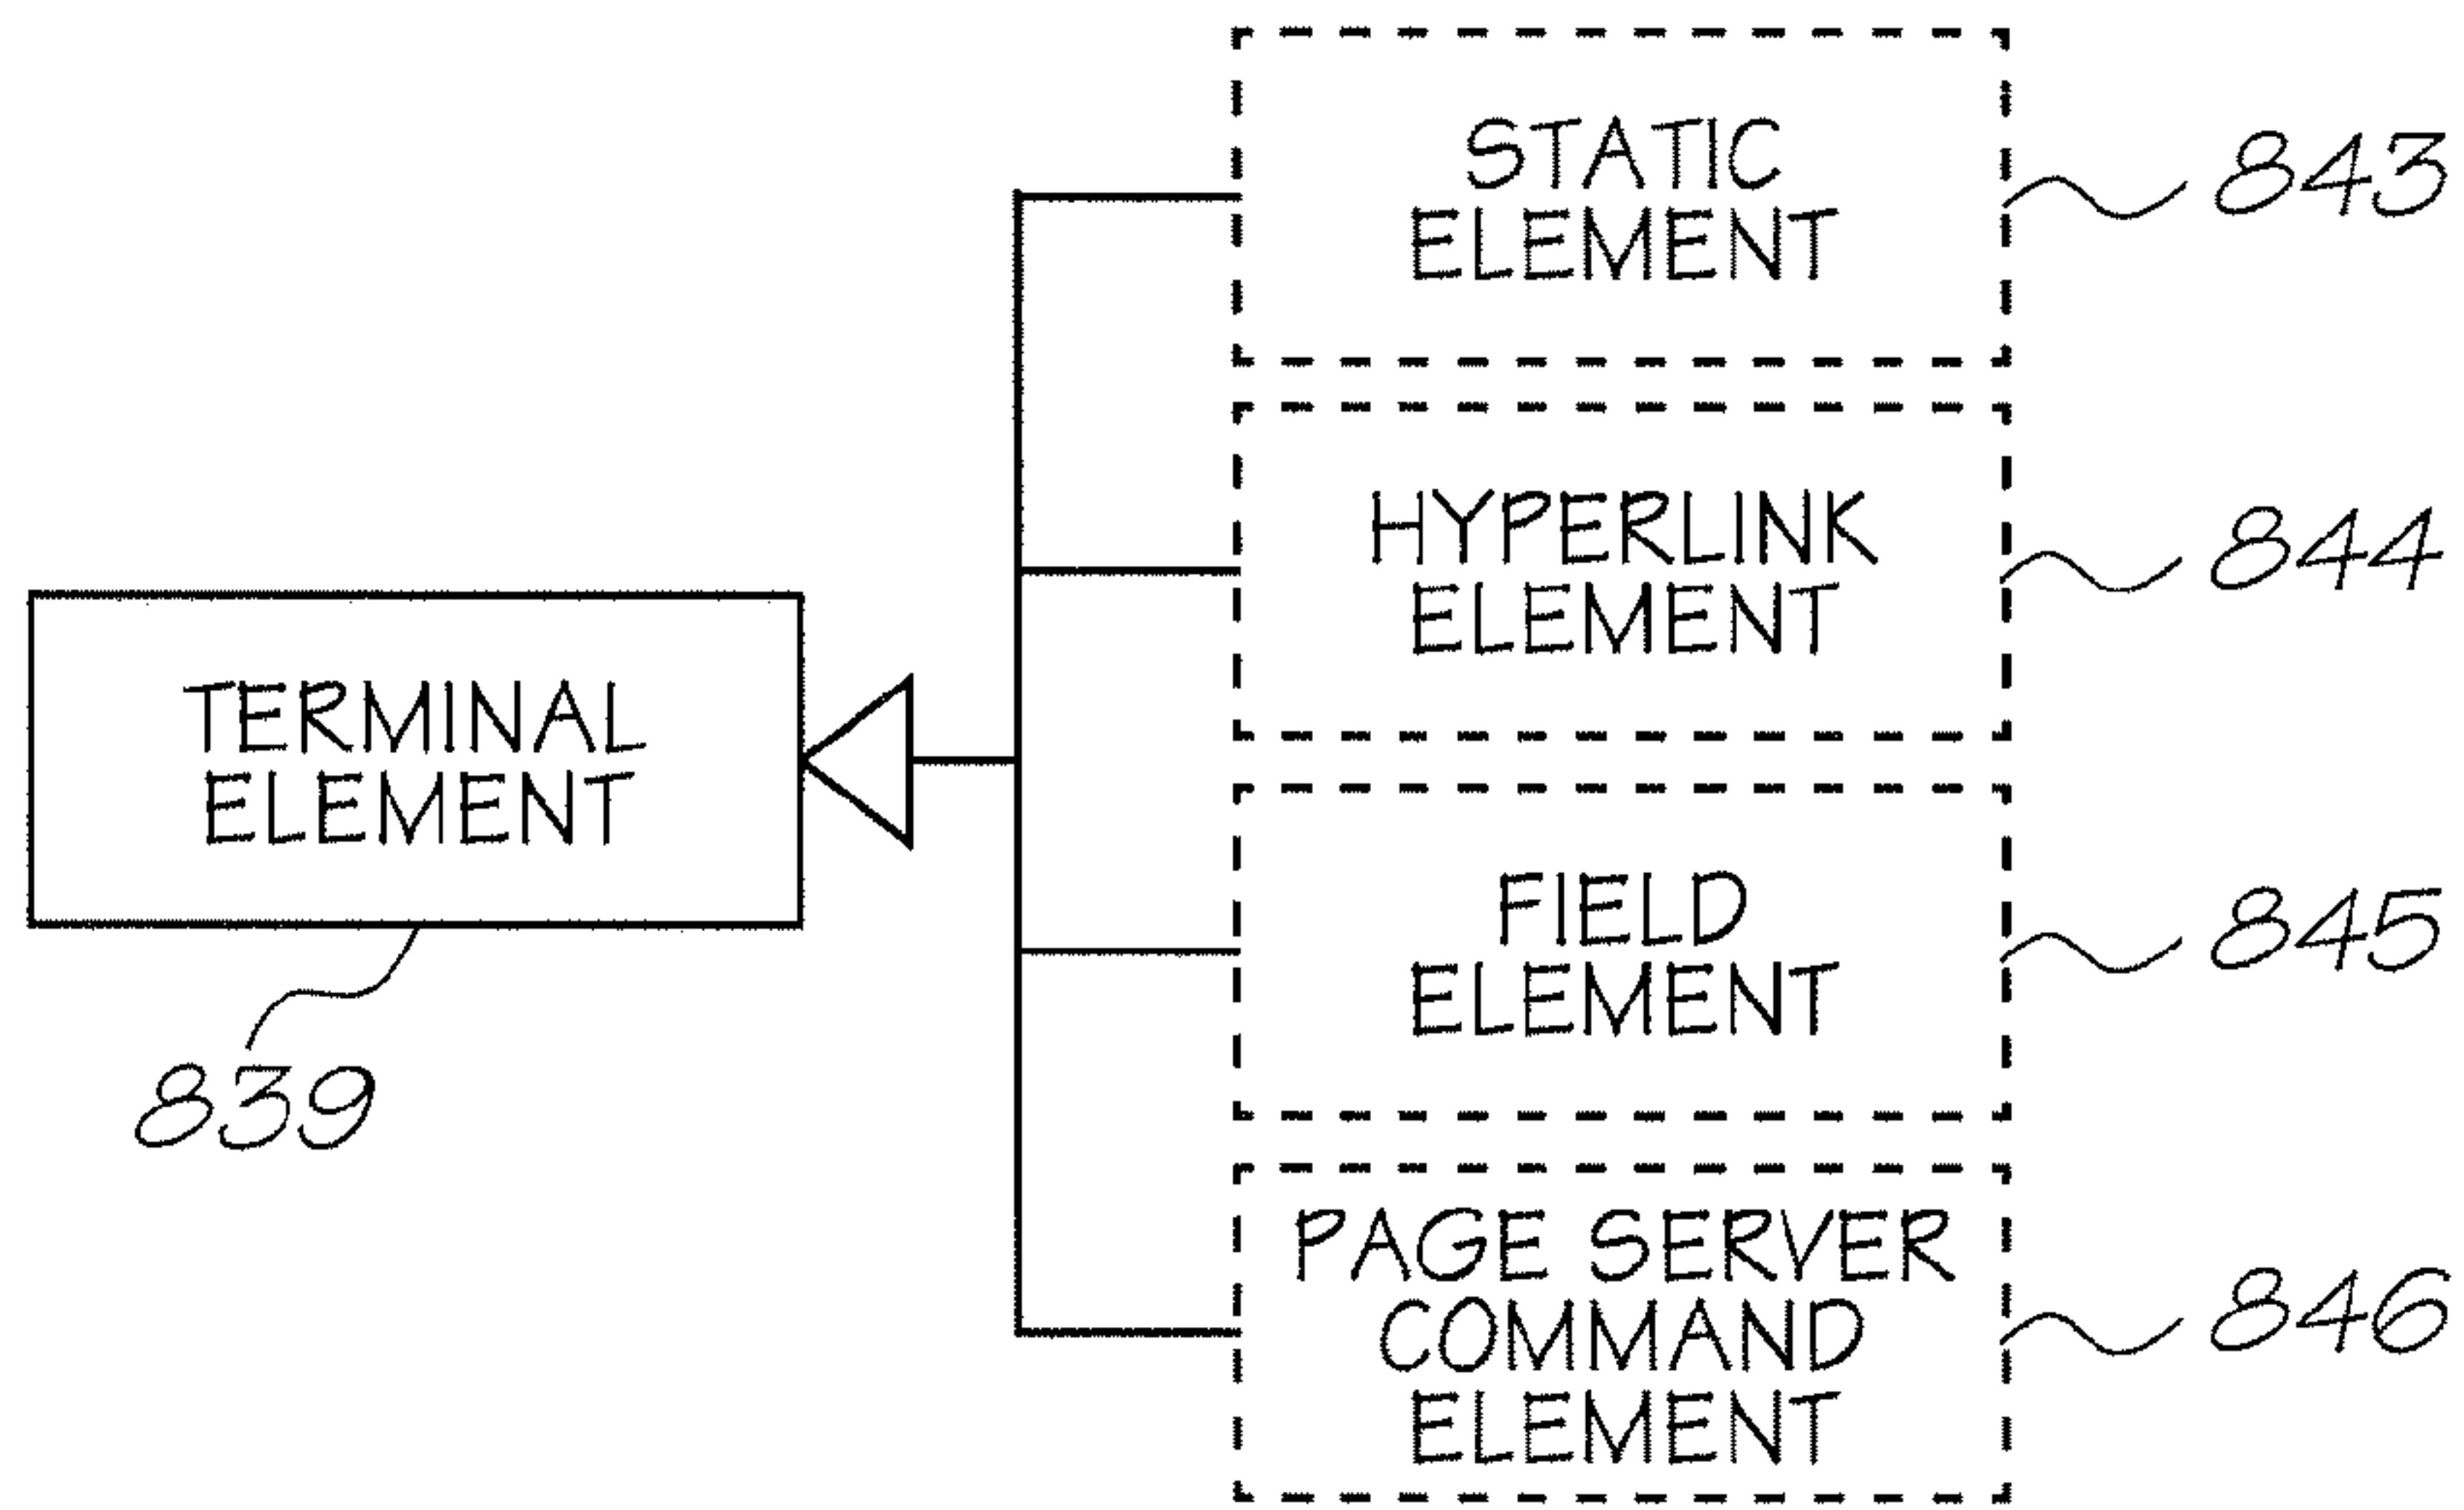 STATIC
ELEMENT
843
HYPERLINK
ELEMENT
844
TERMINAL
ELEMENT
839
FIELD
ELEMENT
845
PAGE SERVER
COMMAND
ELEMENT
846